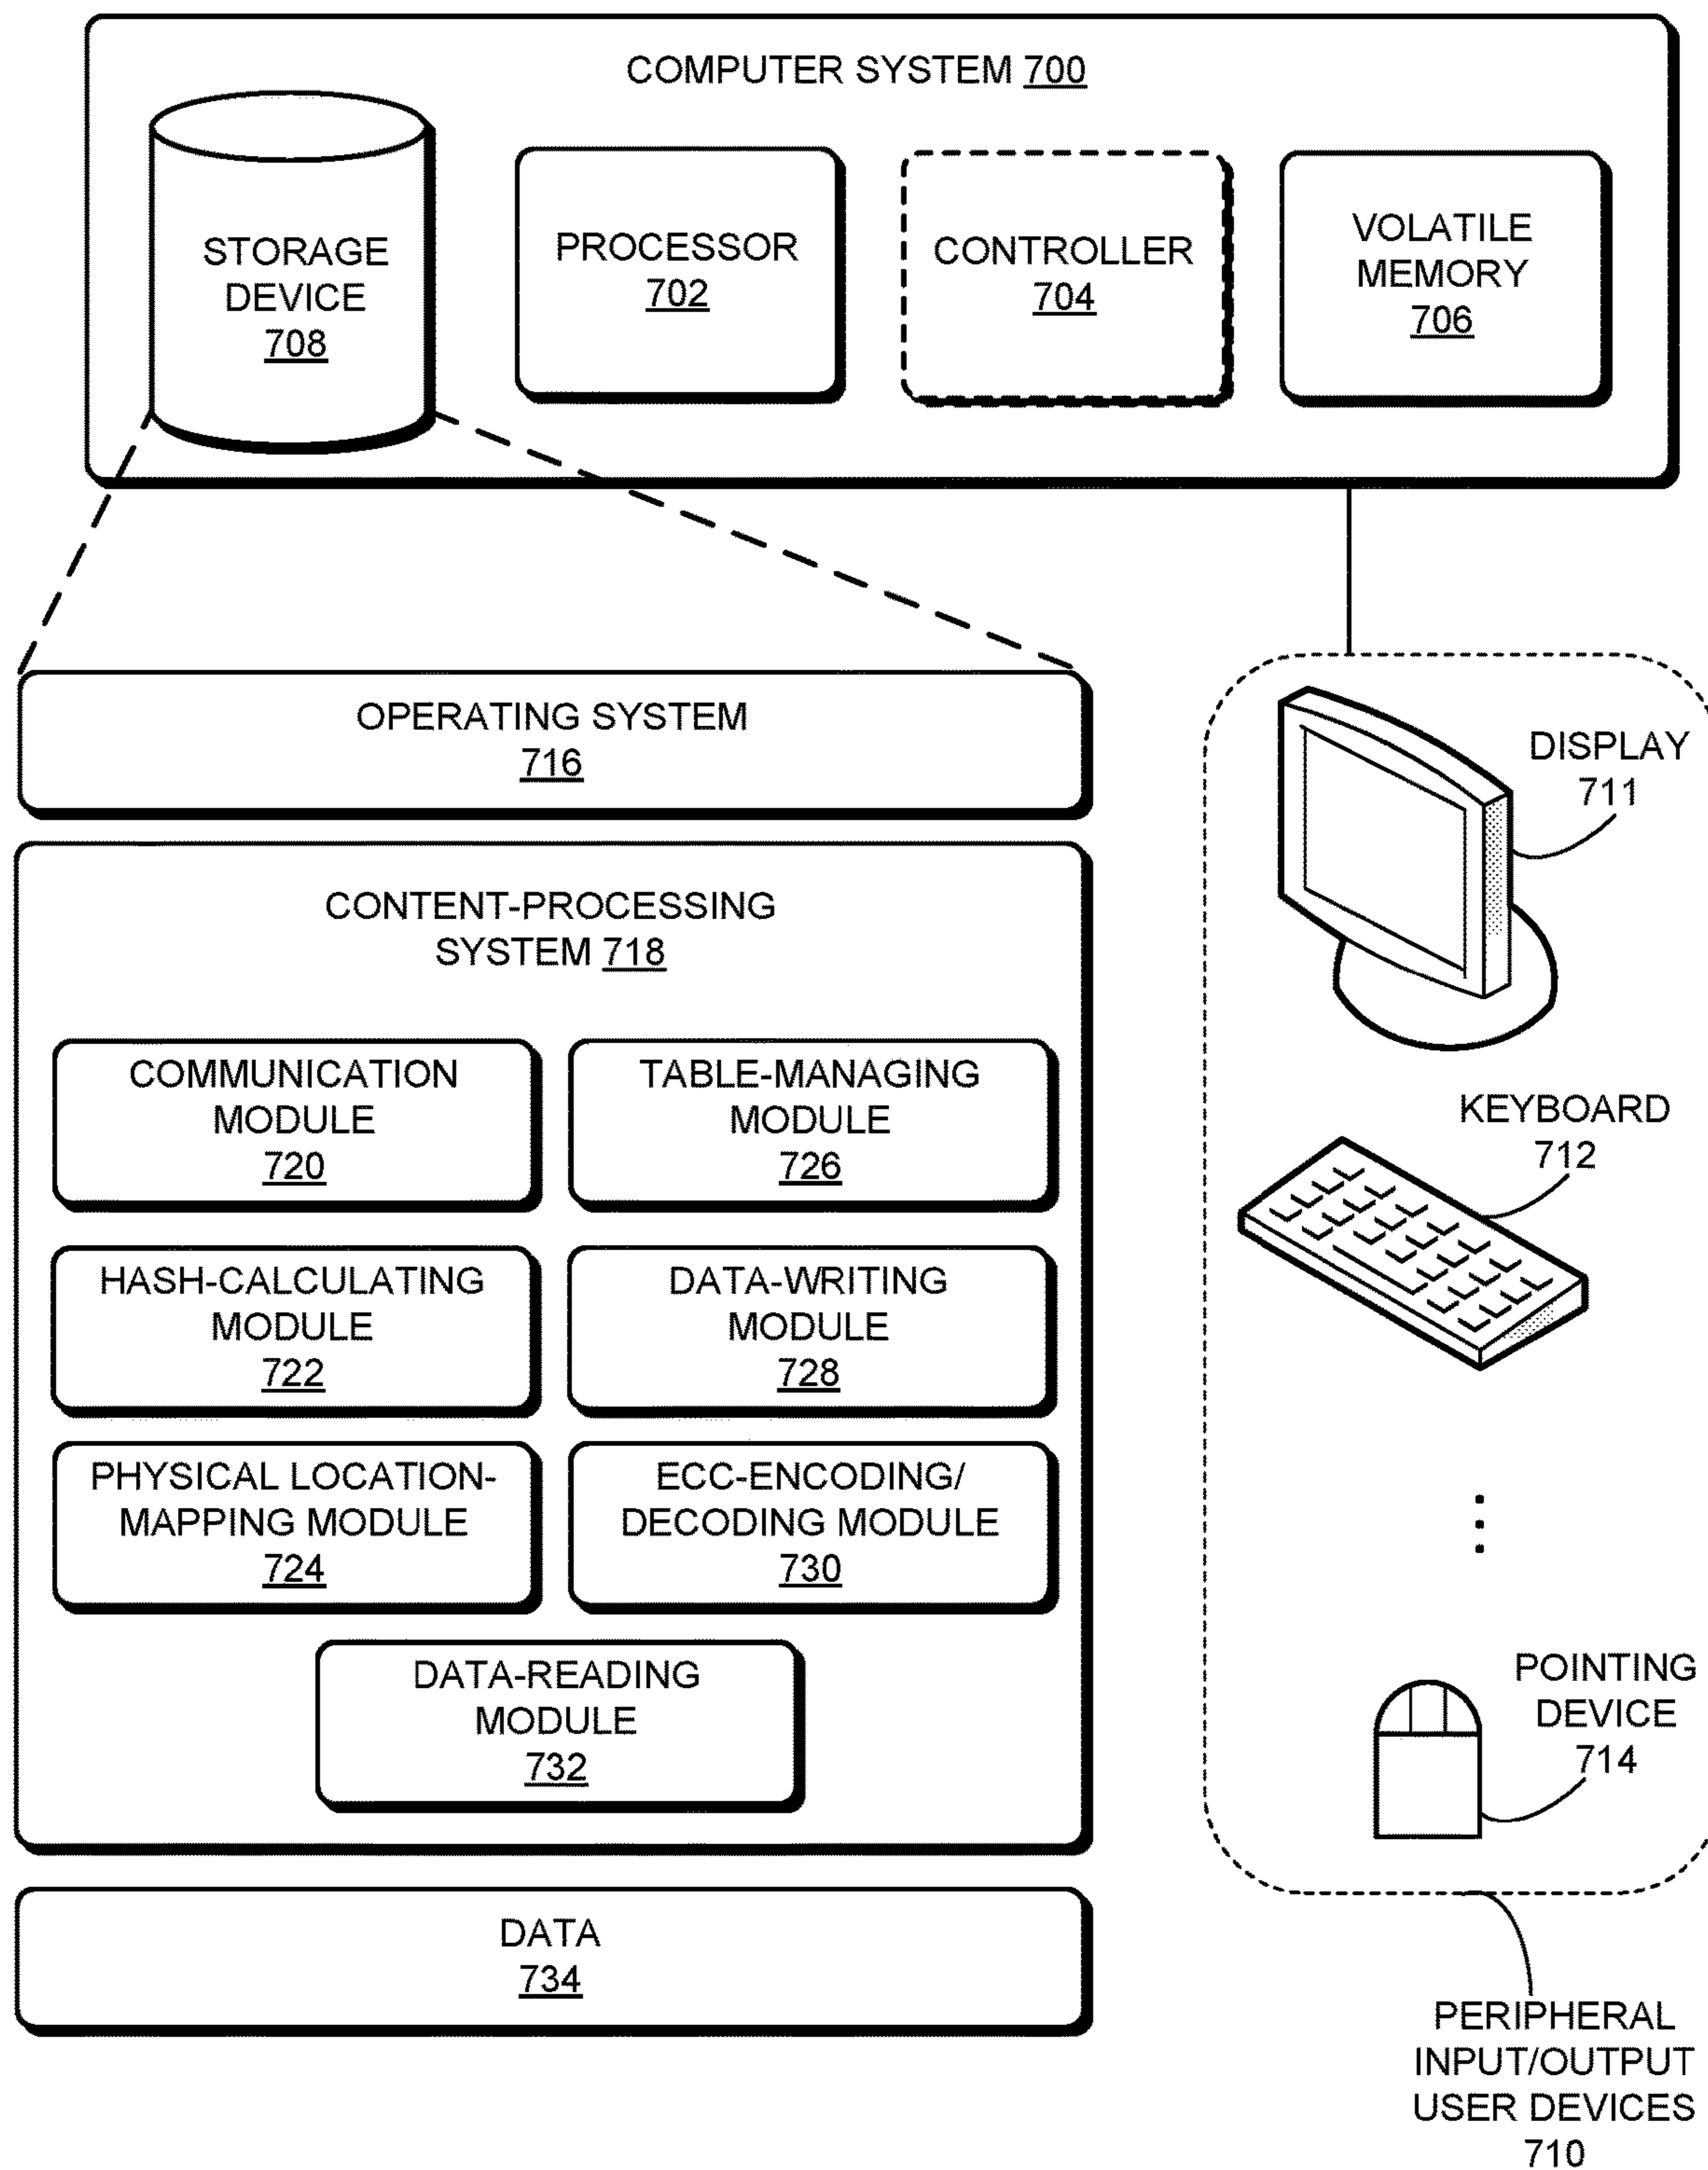 COMPUTER SYSTEM 700
STORAGE
DEVICE
708
PROCESSOR
702
CONTROLLER
704
VOLATILE
MEMORY
706
OPERATING SYSTEM
716
CONTENT-PROCESSING
SYSTEM 718
COMMUNICATION
MODULE
720
TABLE-MANAGING
MODULE
726
HASH-CALCULATING
MODULE
722
DATA-WRITING
MODULE
728
PHYSICAL LOCATION-
MAPPING MODULE
724
ECC-ENCODING/
DECODING MODULE
730
DATA-READING
MODULE
732
DATA
734
DISPLAY
711
KEYBOARD
712
POINTING
DEVICE
714
PERIPHERAL
INPUT/OUTPUT
USER DEVICES
710